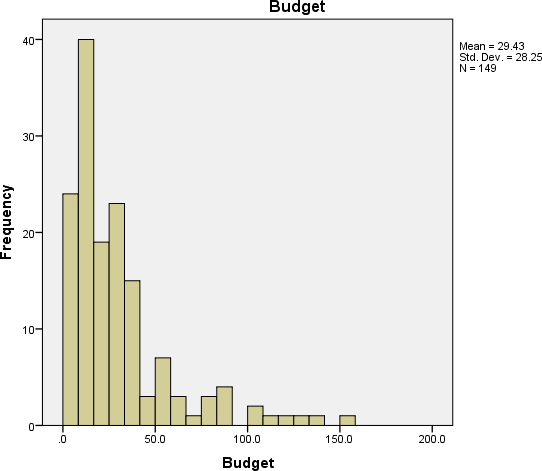 Budget
Mean = 29.43
Std. Dev. = 28.25
N = 149
40
30
20
10
0
Frequency
.0
50.0
100.0
150.0
200.0
Budget